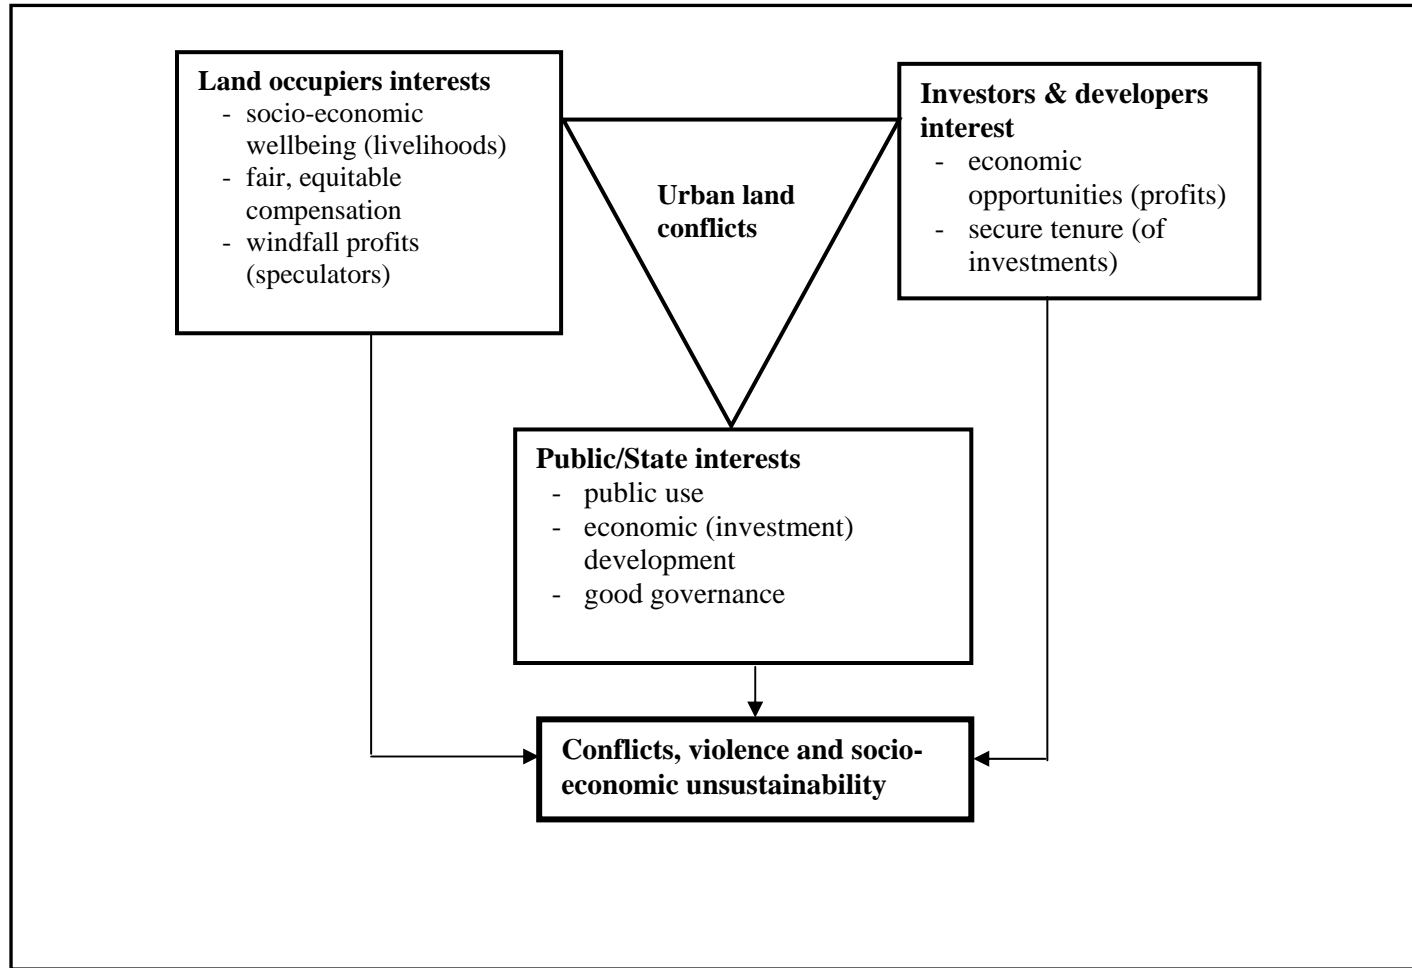 Land occupiers interests
- socio-economic
wellbeing (livelihoods)
- fair, equitable
compensation
- windfall profits
(speculators)
Urban land
conflicts
Investors & developers
interest
- economic
opportunities (profits)
- secure tenure (of
investments)
Public/State interests
- public use
- economic (investment)
development
- good governance
Conflicts, violence and socio-
economic unsustainability